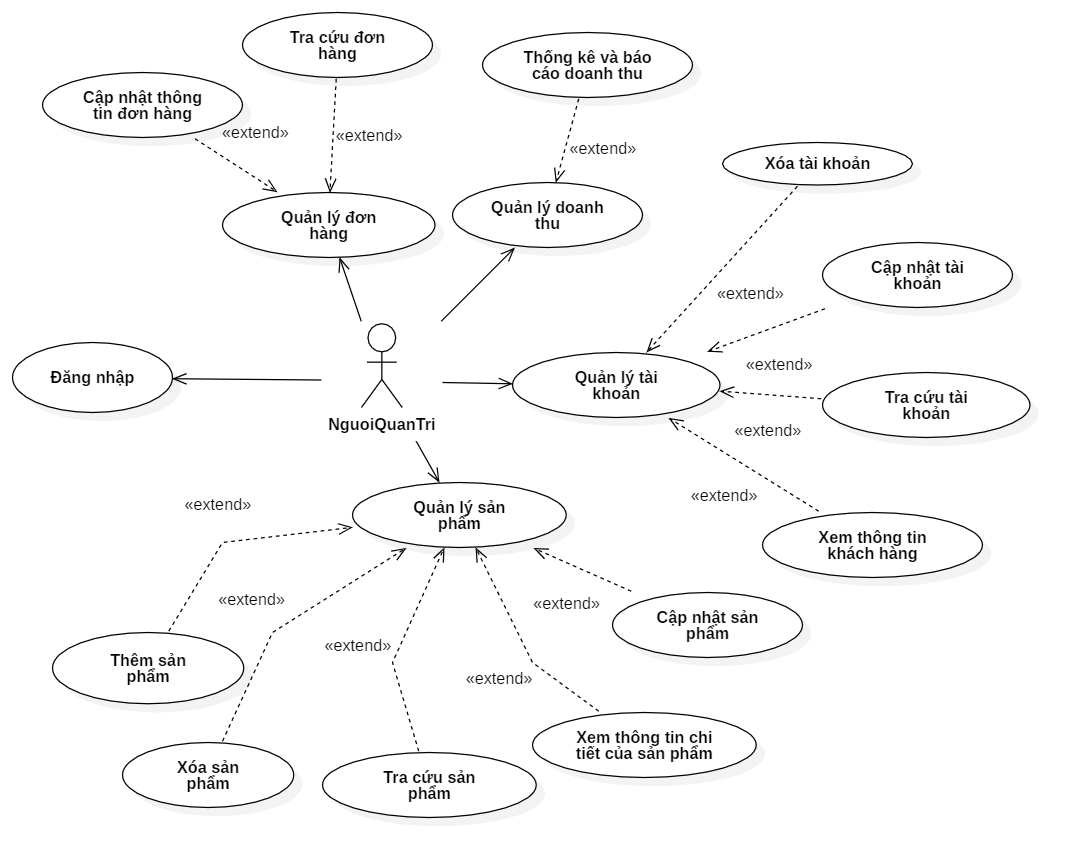 Tra cứu đơn
hàng
Thống kê và báo
cáo doanh thu
Cập nhật thông
tin đơn hàng
«extend»
«extend»
«extend»
Xóa tài khoản
Quản lý đơn
hàng
Quản lý doanh
thu
Cập nhật tài
khoản
«extend»
«extend»
Đăng nhập
Quản lý tài
khoản
Tra cứu tài
khoản
NguoiQuanTri
«extend»
«extend»
«extend»
Quản lý sản
phẩm
Xem thông tin
khách hàng
«extend»
«extend»
Cập nhật sản
phẩm
«extend»
Thêm sản
phẩm
«extend»
Xem thông tin chi
tiết của sản phẩm
Xóa sản
phẩm
Tra cứu sản
phẩm